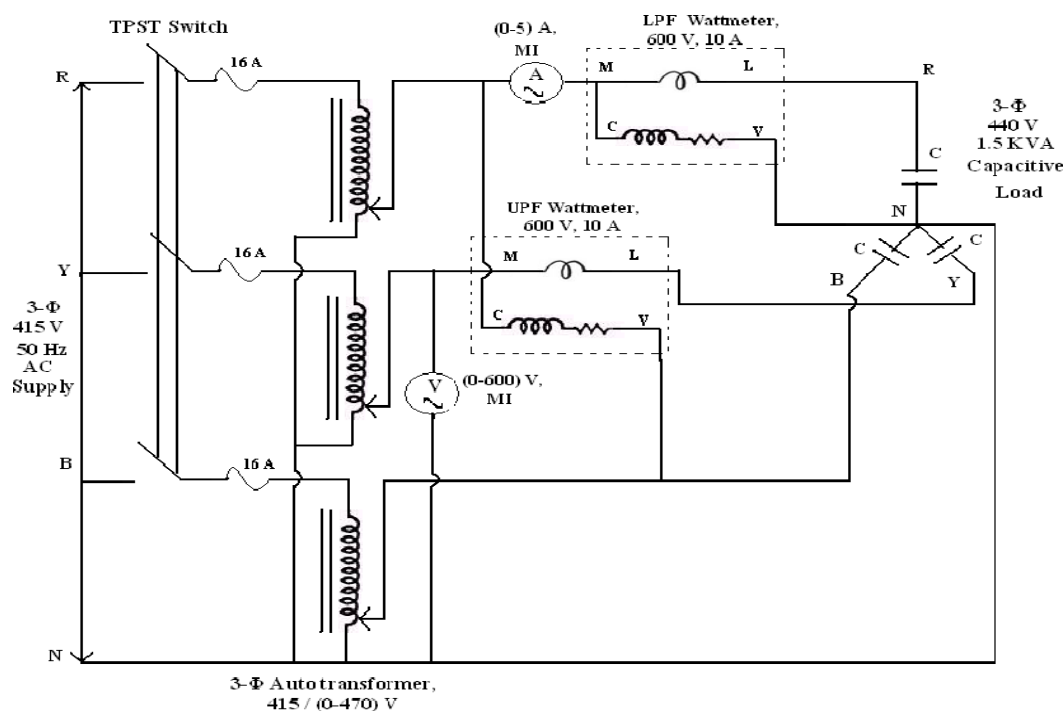 TPST Switch
(0-5) A,
MI
LPF Wattmeter,
600 V, 10 A
R
16 A
A
M
L
R
C
V
3-Φ
440 V
1.5 KVA
Capacitive
Load
C
N
UPF Wattmeter,
600 V, 10 A
Y
16 A
M
L
C
C
B
Y
C
V
3-Φ
415 V
50 Hz
AC
Supply
V
(0-600) V,
MI
B
16 A
N
3-Φ Autotransformer,
415 / (0-470) V